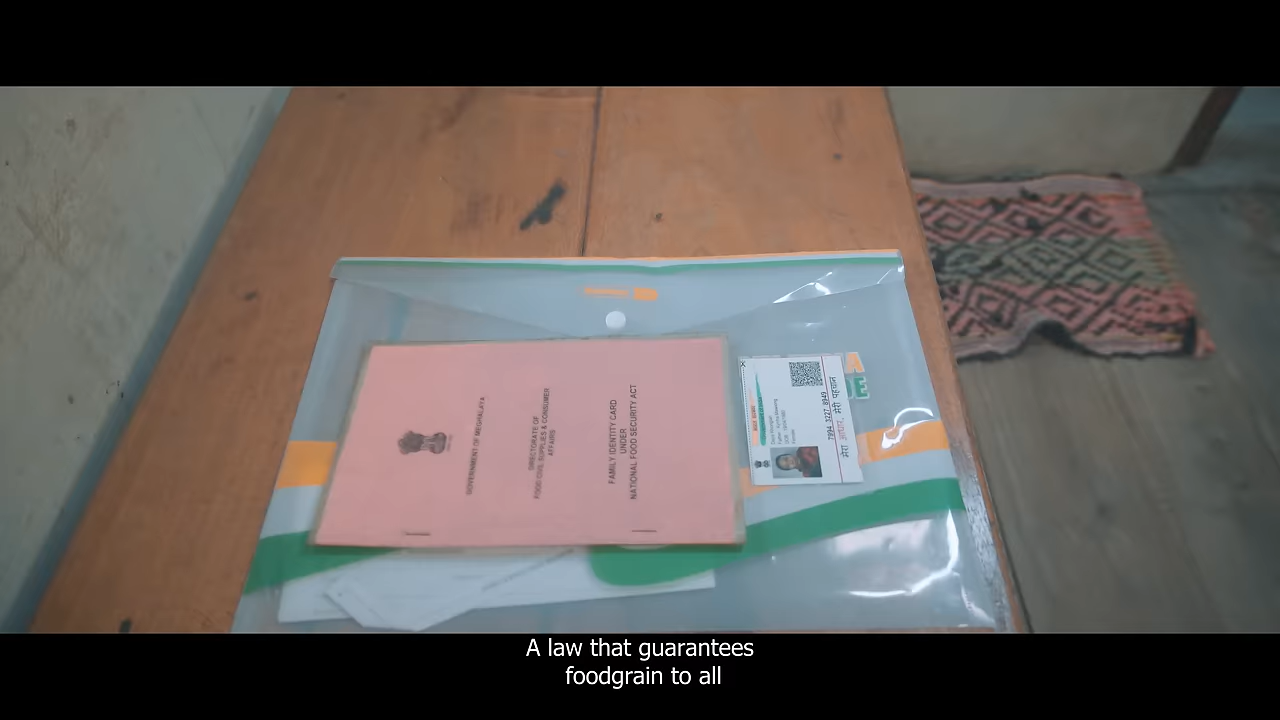 GOVERNMENT OF MEGHALAYA
DIRECTORATE OF
FOOD CIVIL SUPPLIES & CONSUMER
AFFAIRS
FAMILY IDENTITY CARD
UNDER
NATIONAL FOOD SECURITY ACT
मेरा आधार, मेरी पहचान
A law that guarantees
foodgrain to all